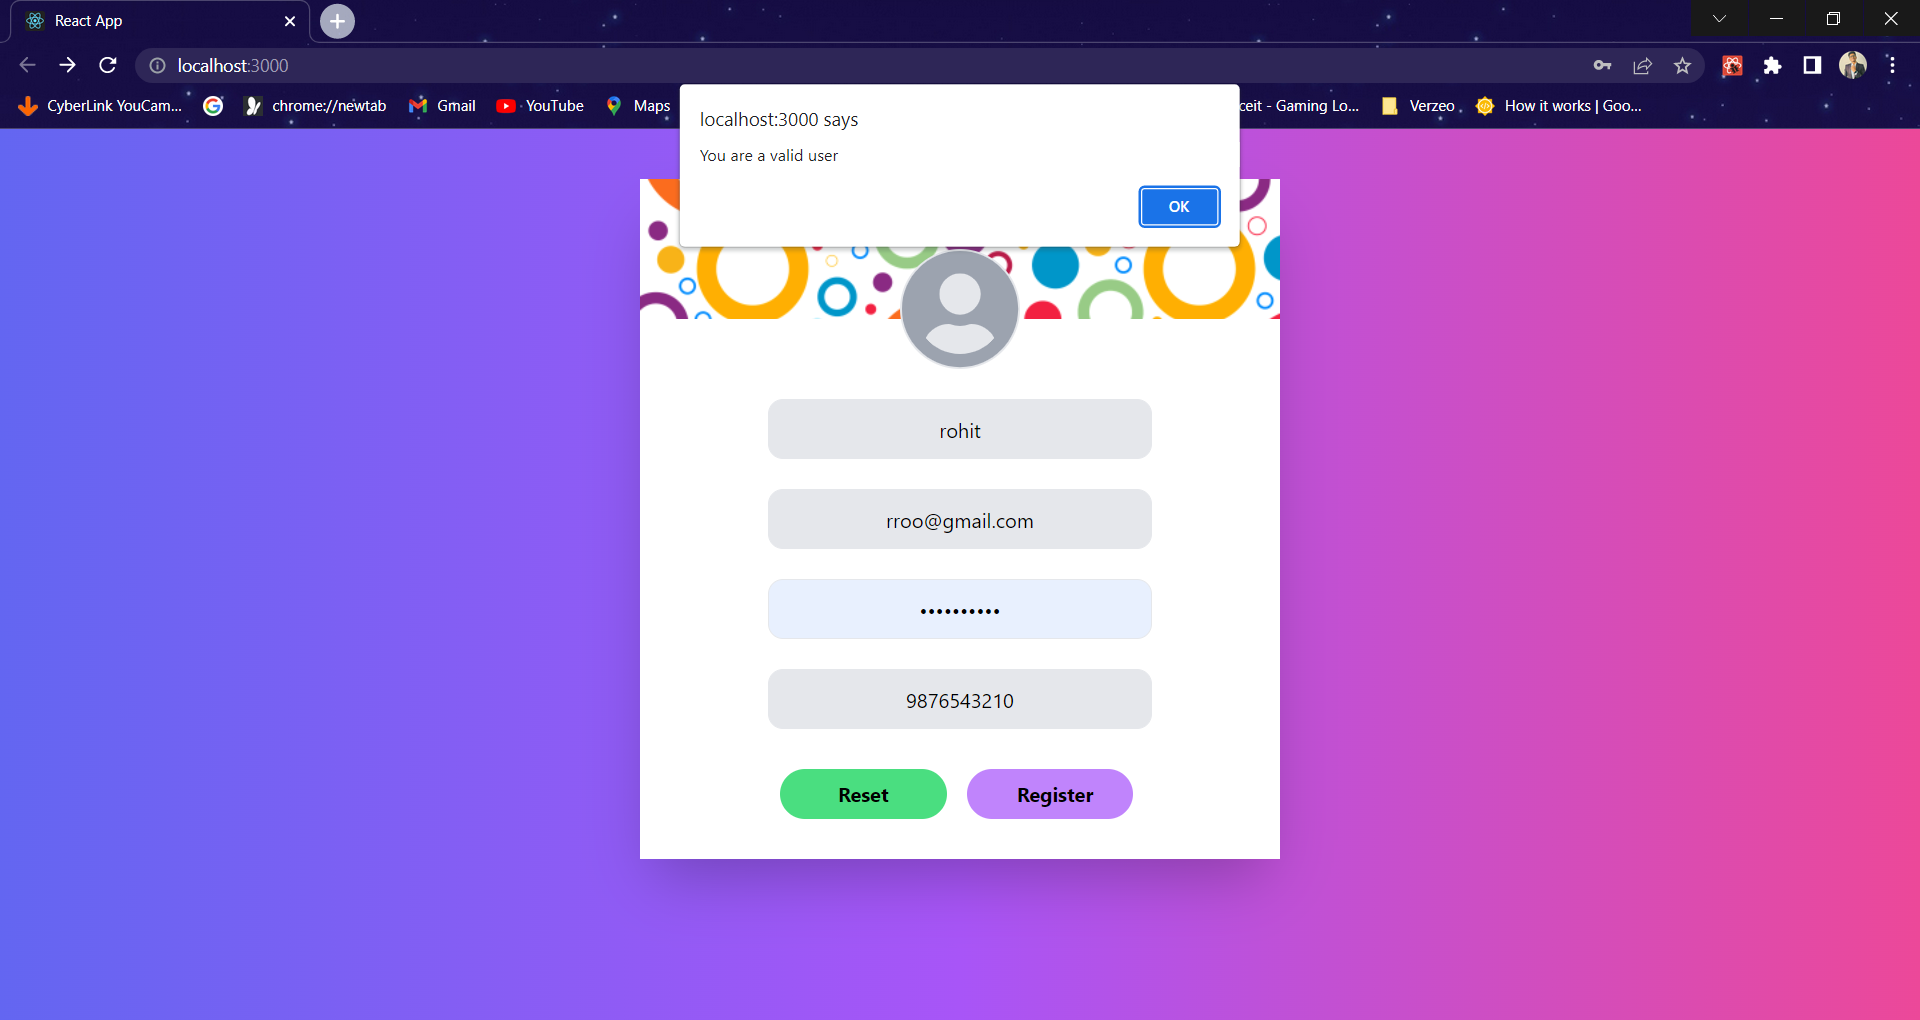 React App
localhost:3000
CyberLink YouCam...
chrome://newtab
Gmail
YouTube
Maps
ceit - Gaming Lo...
Verzeo
How it works | Goo...
localhost:3000 says
You are a valid user
OK
rohit
rroo@gmail.com
••••••••••
9876543210
Reset
Register